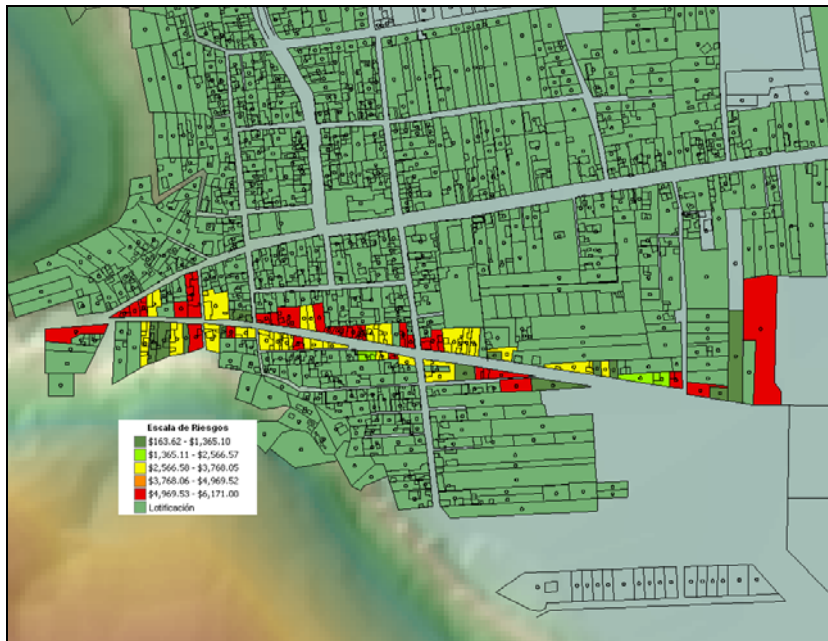 Escala de Riesgos
$163.62 - $1,365.10
$1,365.11 - $2,566.57
$2,566.58 - $3,768.05
$3,768.06 - $4,969.52
$4,969.53 - $6,171.00
Lotificación